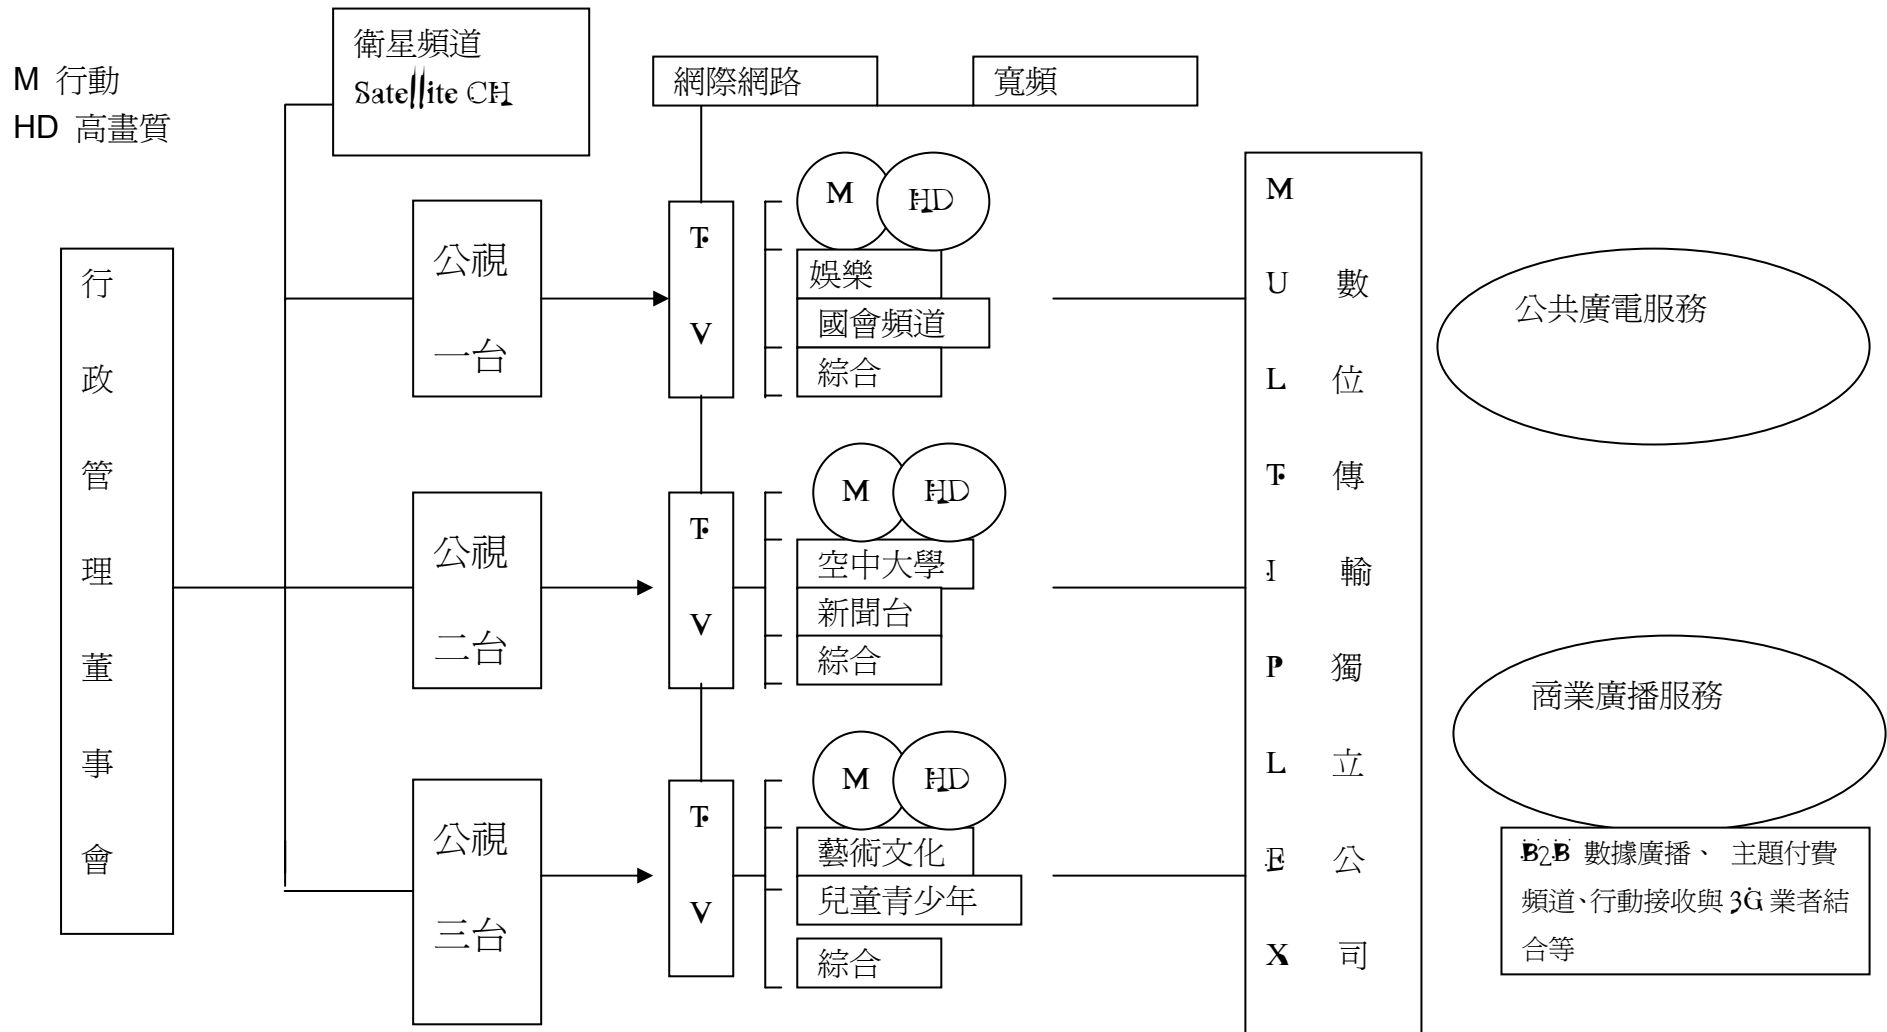 M 行動
HD 高畫質
衛星頻道
Satellite CH
網際網路
寬頻
行政管理董事會
公視
一台
TV
M
HD
娛樂
國會頻道
綜合
公視
二台
TV
M
HD
空中大學
新聞台
綜合
公視
三台
TV
M
HD
藝術文化
兒童青少年
綜合
MULTIPLEX
數位傳輸獨立公司
公共廣電服務
商業廣播服務
B2B 數據廣播、 主題付費
頻道、行動接收與 3G 業者結
合等